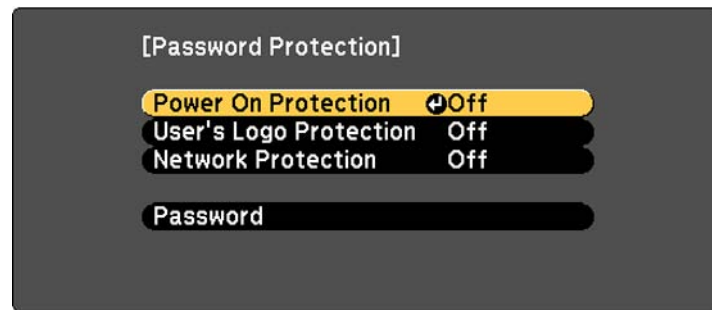 [Password Protection]
Power On Protection Off
User's Logo Protection Off
Network Protection Off
Password